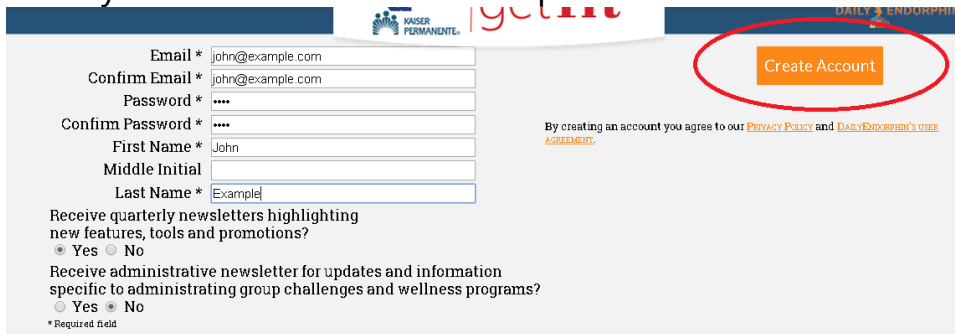 KAISER
PERMANENTE®
get fit
DAILY ENDORPHIN
Email * john@example.com
Confirm Email * john@example.com
Password * ••••
Confirm Password * ••••
First Name * John
Middle Initial
Last Name * Example
Create Account
By creating an account you agree to our PRIVACY POLICY and DAILYENDORPHIN'S USER
AGREEMENT.
Receive quarterly newsletters highlighting
new features, tools and promotions?
Yes No
Receive administrative newsletter for updates and information
specific to administrating group challenges and wellness programs?
Yes No
* Required field